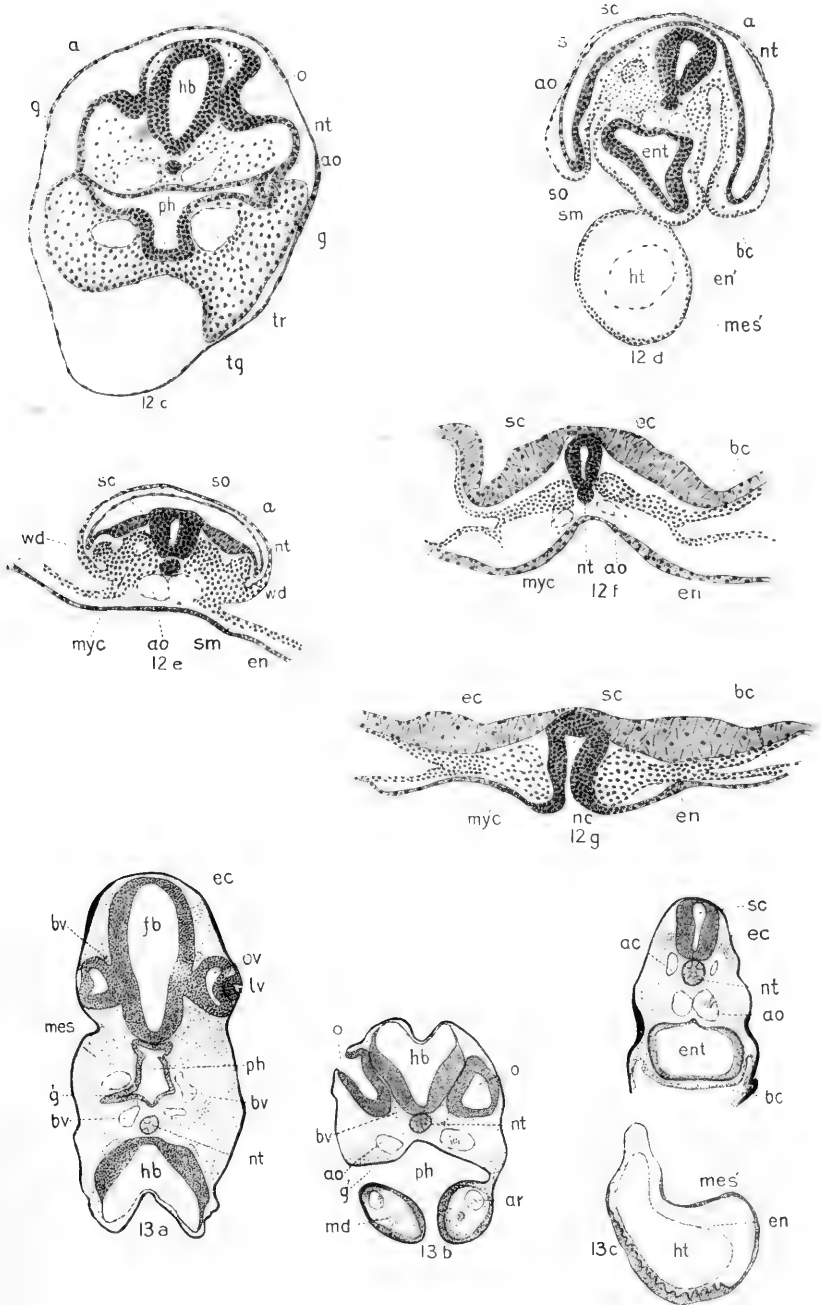 a
g
hb
o
nt
ao
ph
g
tr
tg
12 c
sc
s
a
nt
ao
ent
so
sm
bc
en'
ht
mes'
12 d
sc
so
a
wd
nt
wd
myc
ao
sm
12 e
en
sc
ec
bc
myc
nt
ao
12 f
en
ec
sc
bc
myc
nc
en
12 g
ec
bv
fb
ov
lv
mes
ph
g'
bv
bv
nt
hb
13 a
o
hb
o
bv
nt
ao
g'
ph
ar
md
13 b
sc
ec
ac
nt
ao
ent
bc
mes'
en
13 c
ht